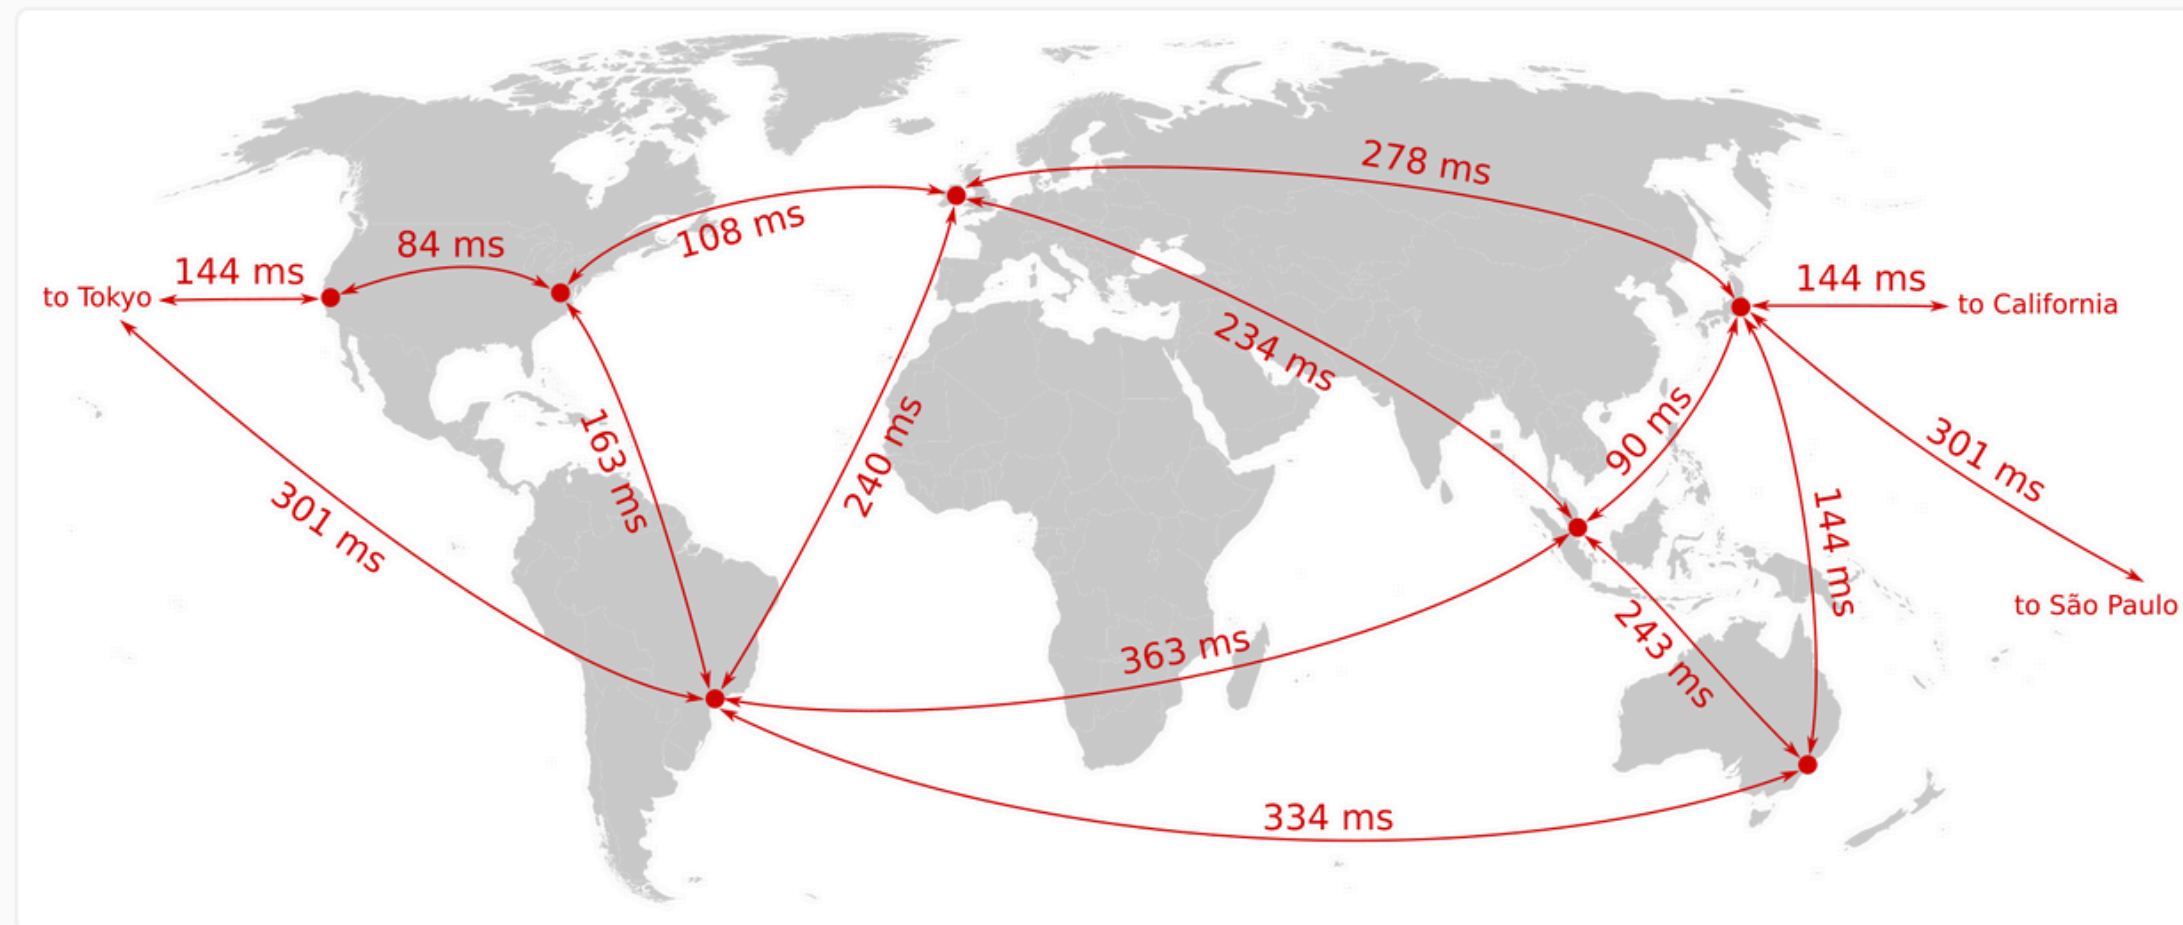 278 ms
108 ms
84 ms
144 ms
to Tokyo
144 ms
to California
234 ms
90 ms
163 ms
240 ms
301 ms
301 ms
144 ms
to São Paulo
363 ms
243 ms
334 ms